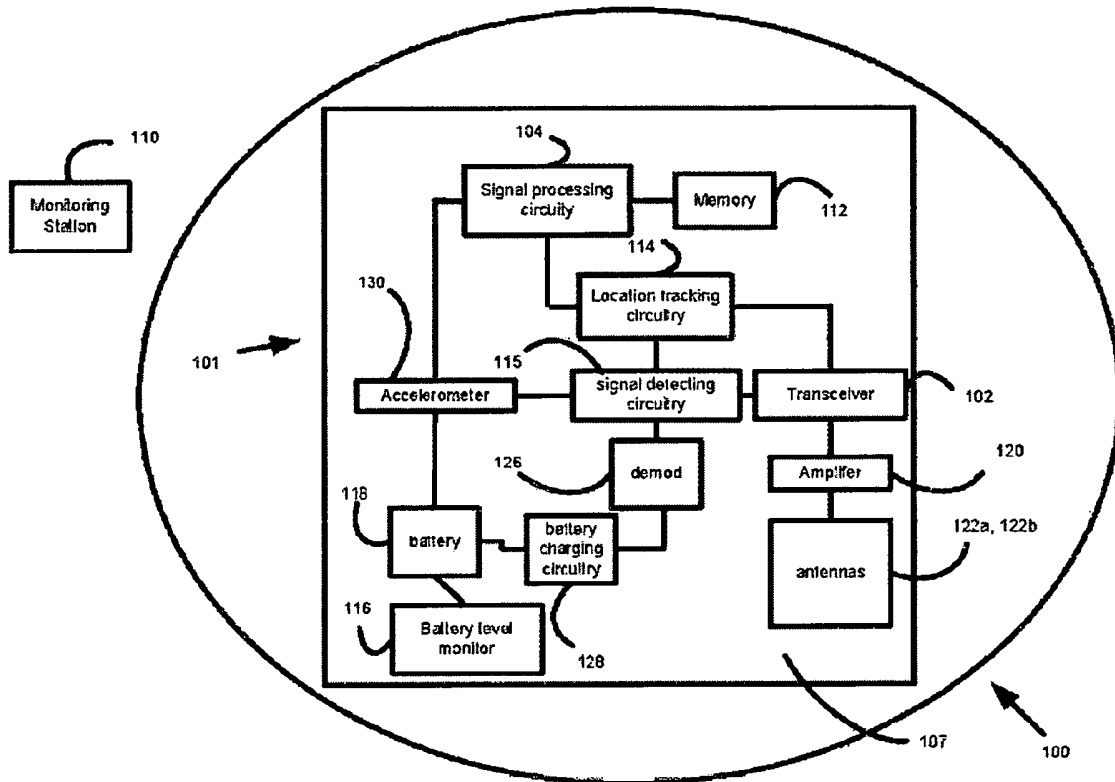 110
Monitoring
Station
104
Signal processing
circuity
Memory
112
114
Location tracking
circuitry
130
101
115
Accelerometer
signal detecting
circuitry
Transceiver
102
126
demod
Amplifer
120
118
battery
battery
charging
circuitry
122a, 122b
antennas
116
Battery level
monitor
128
107
100